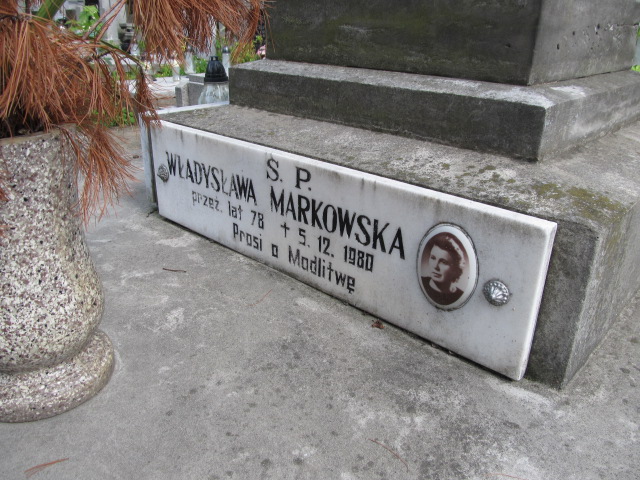 Ś. P.
WŁADYSŁAWA MARKOWSKA
przeż. lat 78 + 5.12.1980
Prosi o Modlitwę